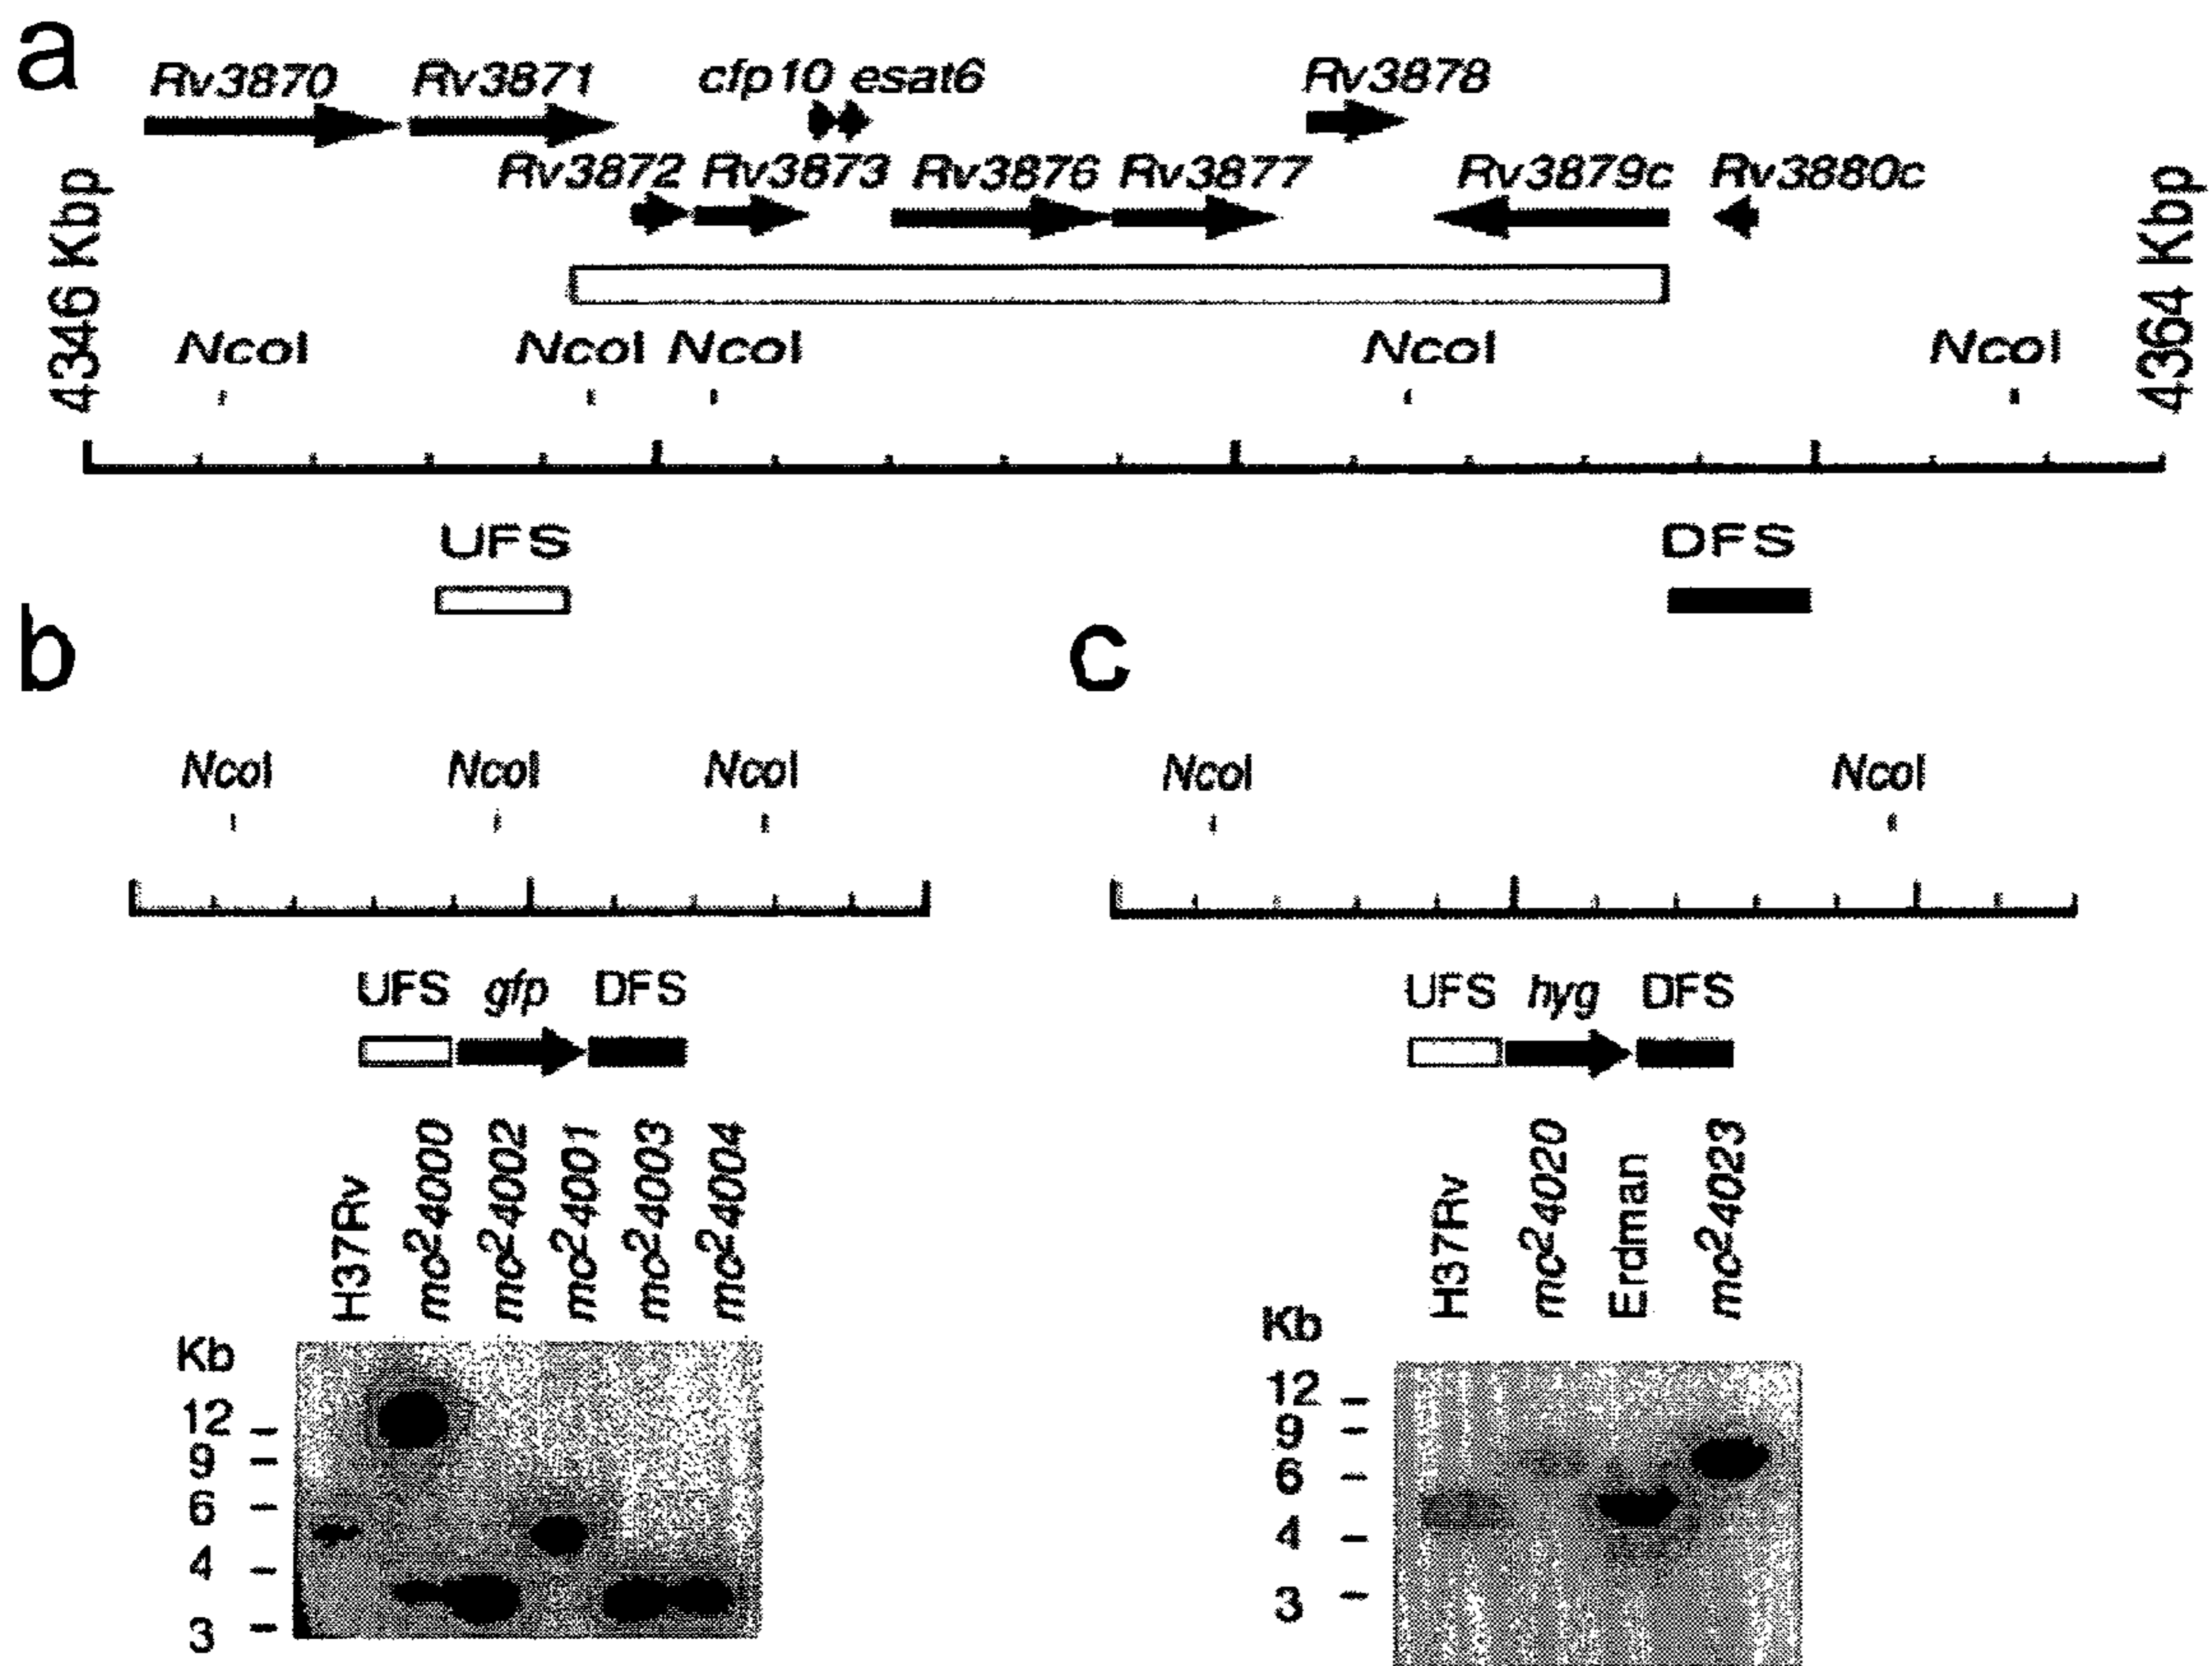 a
Rv3870 Rv3871 cfp10 esat6 Rv3878
Rv3872 Rv3873 Rv3876 Rv3877 Rv3879c Rv3880c
4346 Kbp
4364 Kbp
NcoI NcoI NcoI NcoI NcoI
UFS DFS
b
NcoI NcoI NcoI
UFS gfp DFS
H37Rv
mc²4000
mc²4002
mc²4001
mc²4003
mc²4004
Kb
12
9
6
4
3
c
NcoI NcoI
UFS hyg DFS
H37Rv
mc²4020
Erdman
mc²4023
Kb
12
9
6
4
3